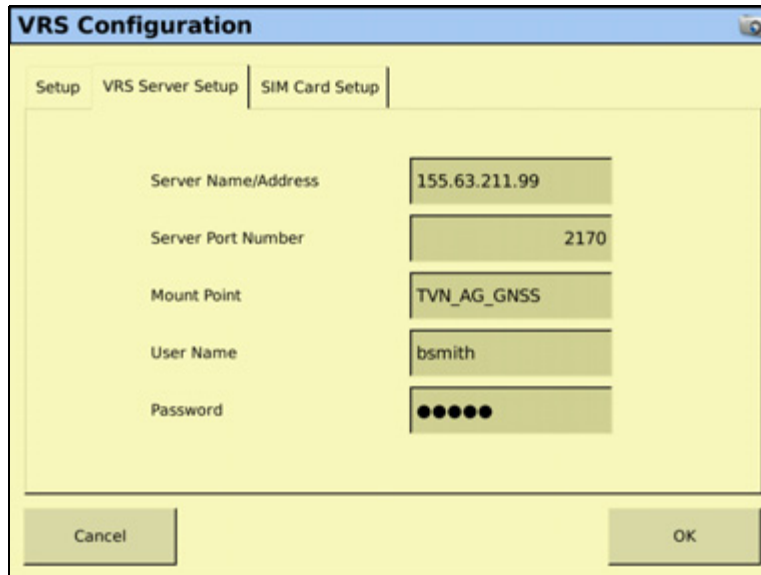 VRS Configuration
Setup VRS Server Setup SIM Card Setup
Server Name/Address 155.63.211.99
Server Port Number 2170
Mount Point TVN_AG_GNSS
User Name bsmith
Password ●●●●●
Cancel OK